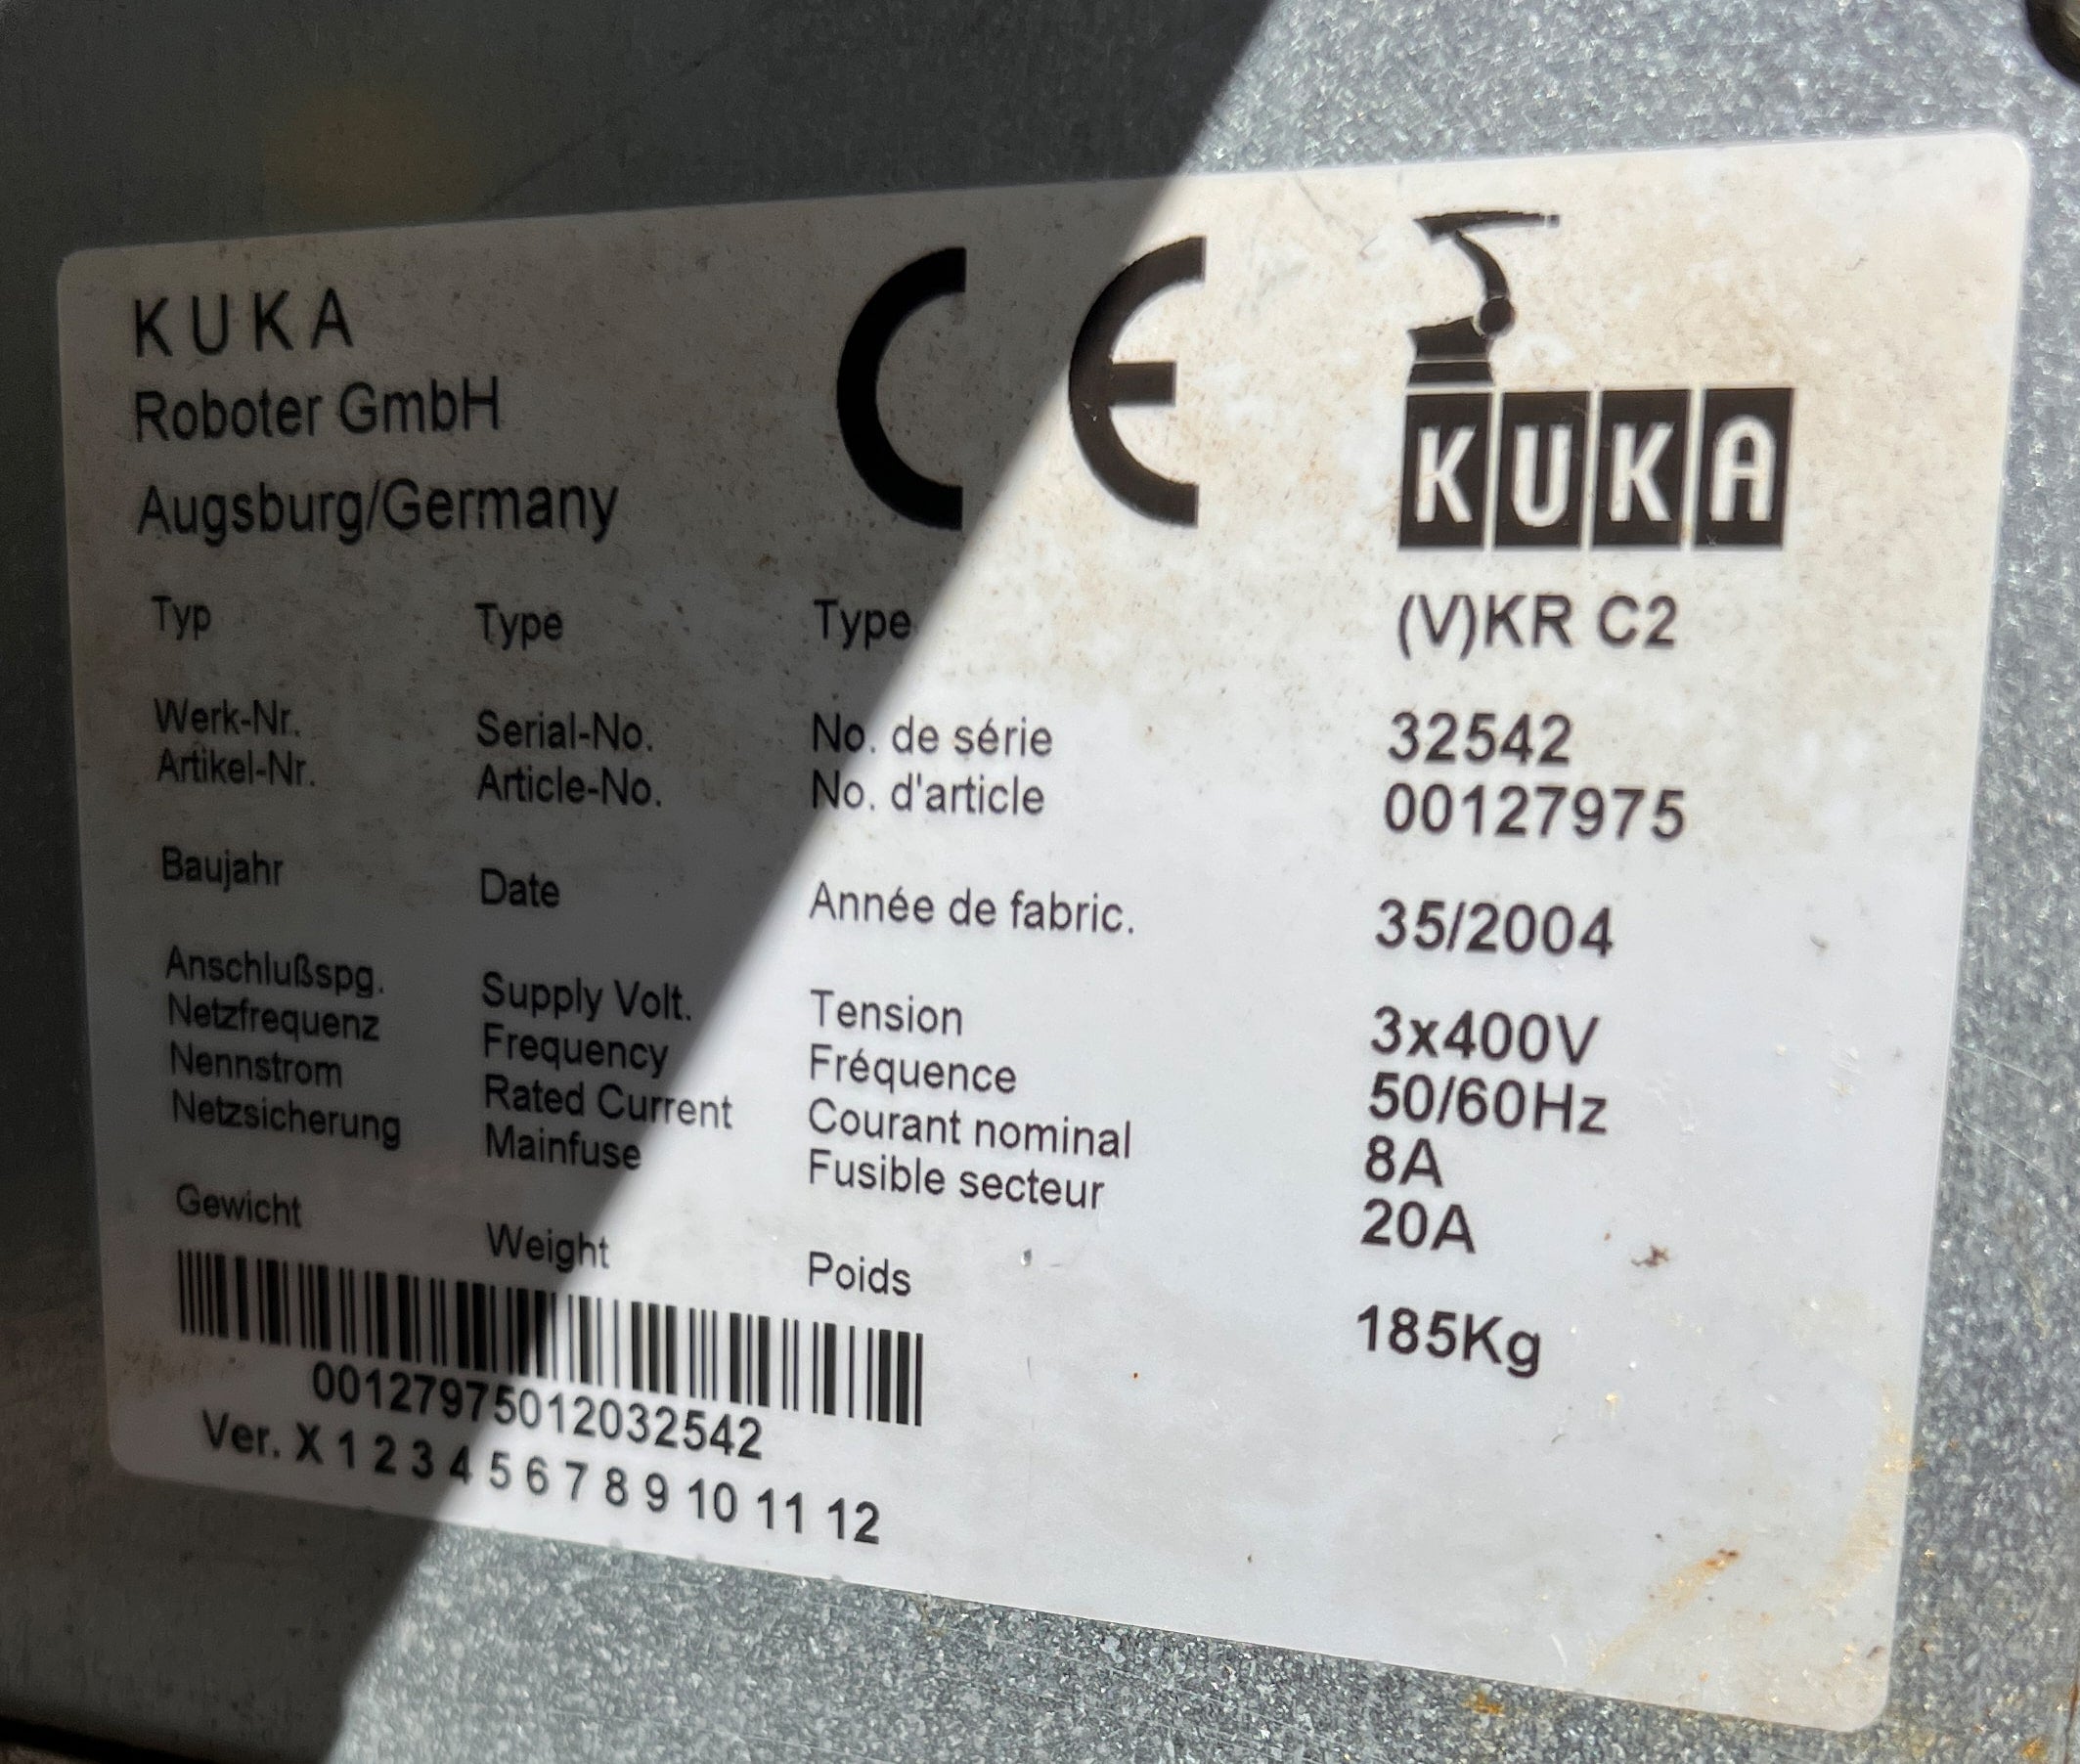 KUKA
Roboter GmbH
Augsburg/Germany
CE
KUKA
Typ Type Type (V)KR C2
Werk-Nr. Serial-No. No. de série 32542
Artikel-Nr. Article-No. No. d'article 00127975
Baujahr Date Année de fabric. 35/2004
Anschlußspg. Supply Volt. Tension 3x400V
Netzfrequenz Frequency Fréquence 50/60Hz
Nennstrom Rated Current Courant nominal 8A
Netzsicherung Mainfuse Fusible secteur 20A
Gewicht Weight Poids 185Kg
00127975012032542
Ver. X 1 2 3 4 5 6 7 8 9 10 11 12